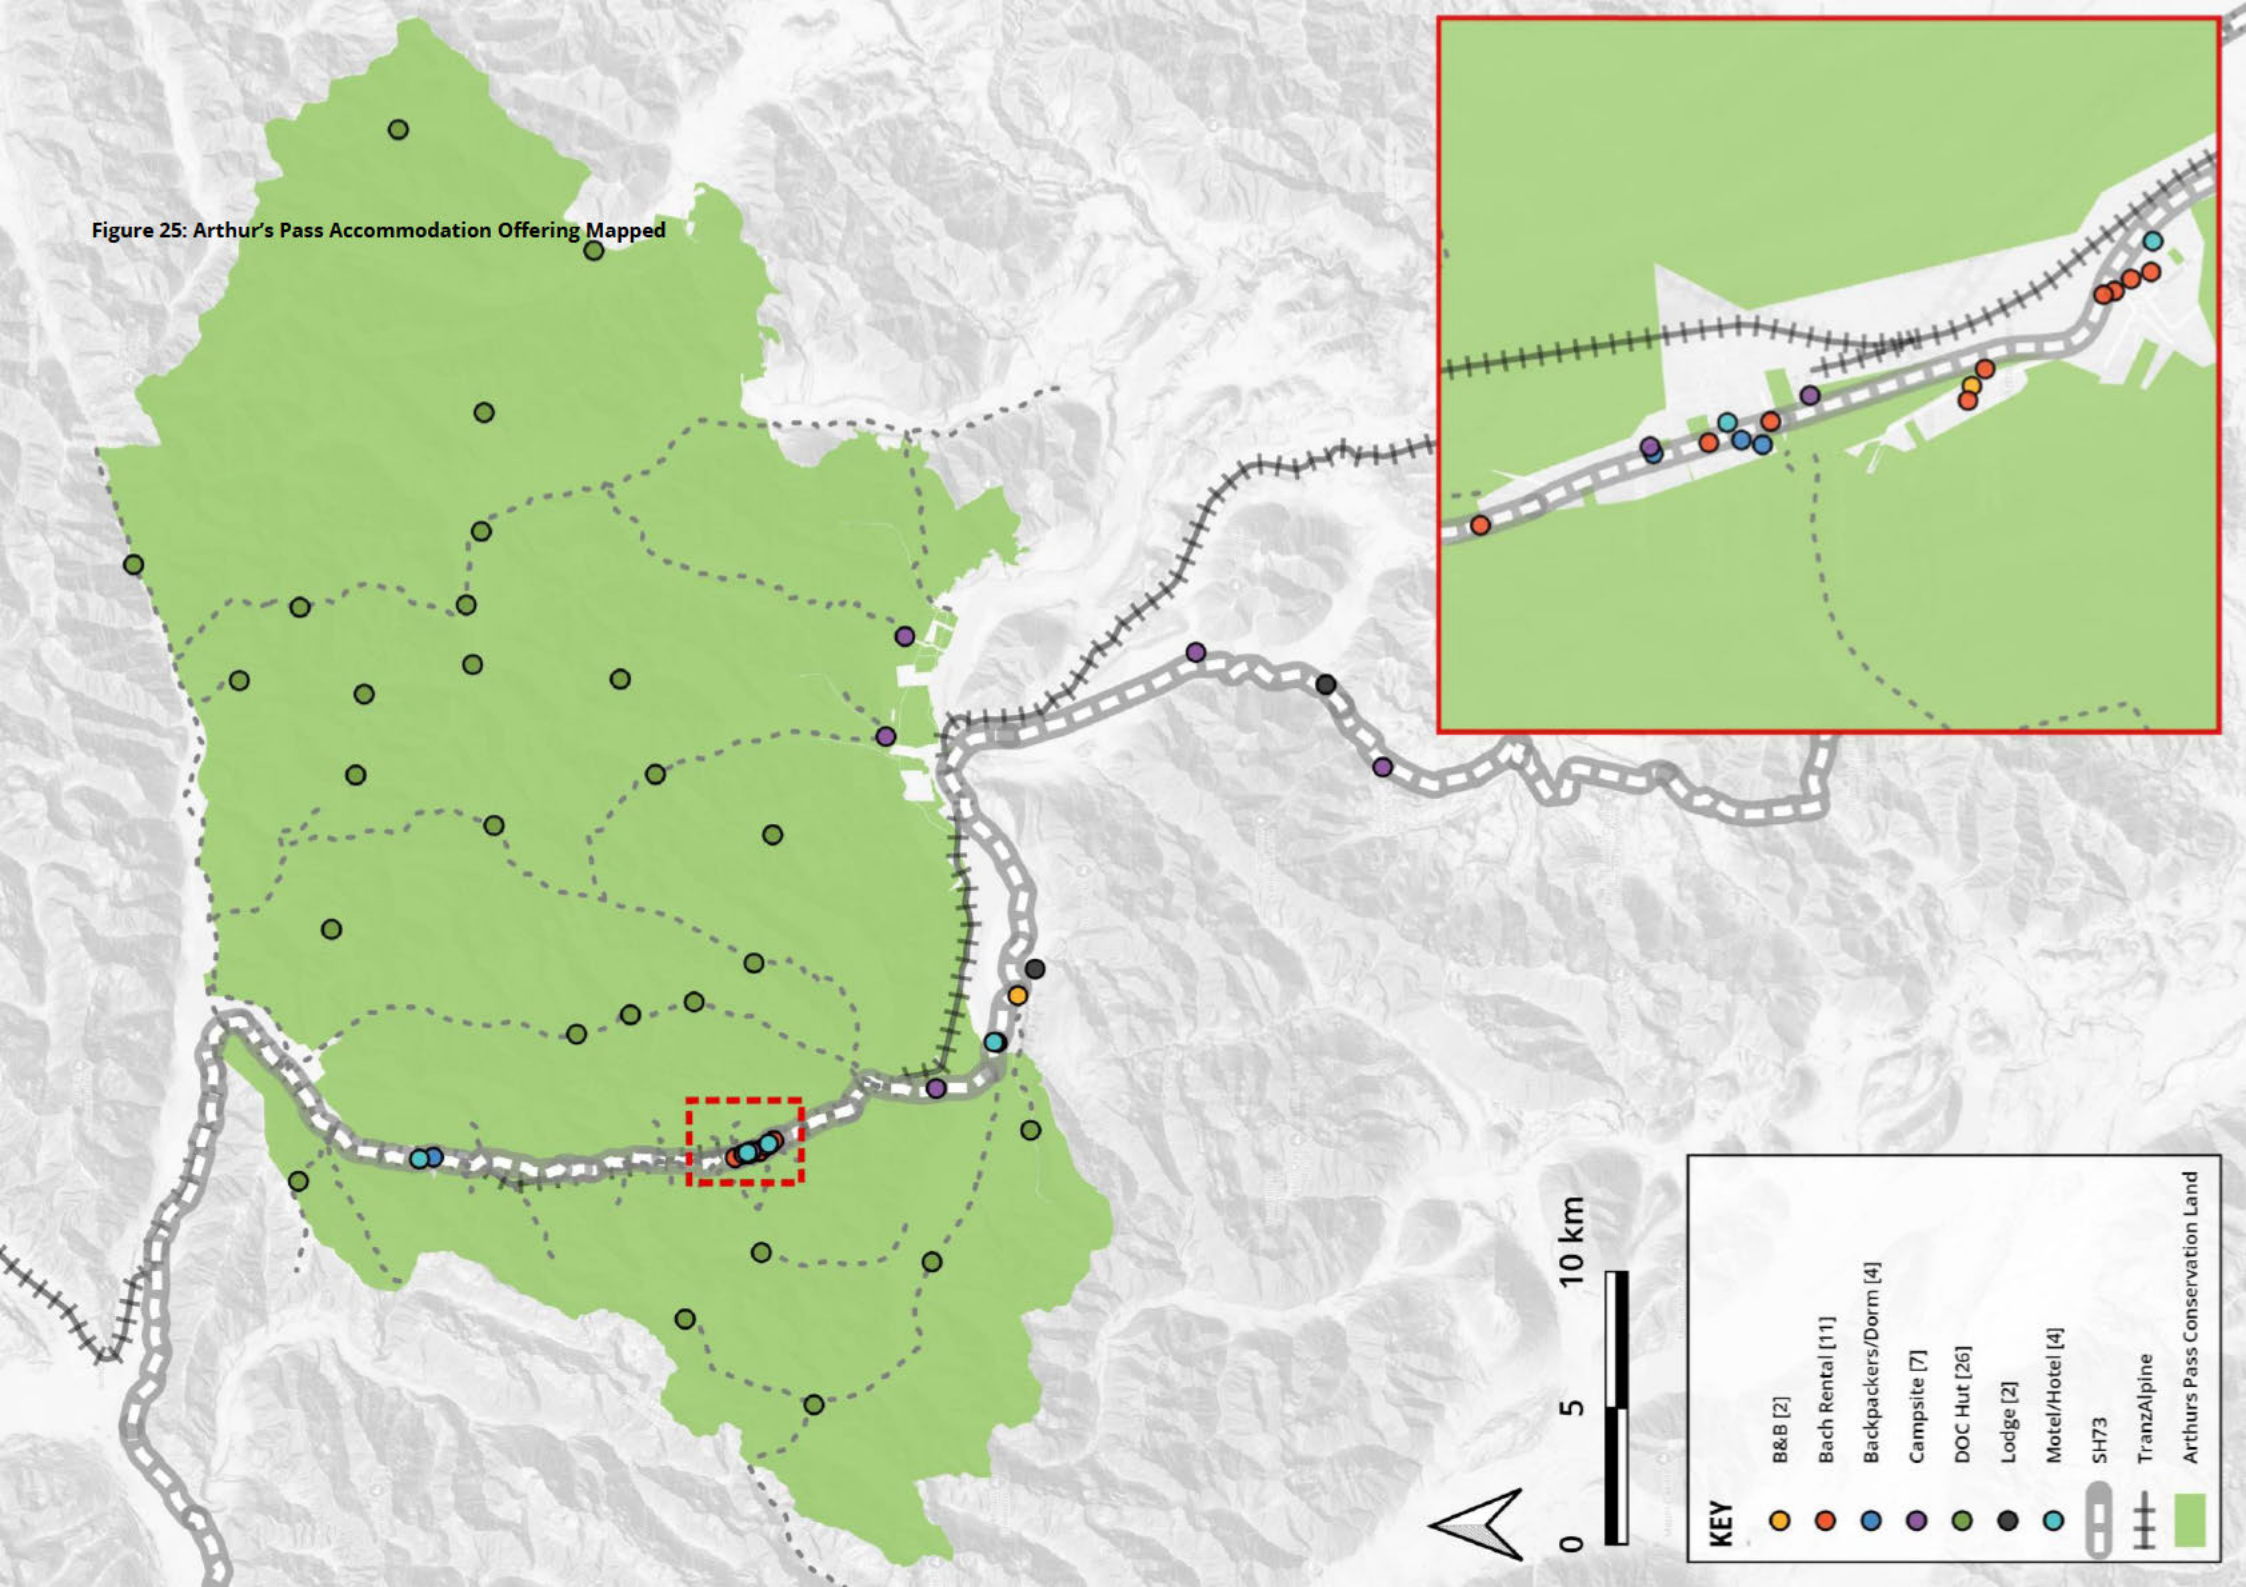 Figure 25: Arthur's Pass Accommodation Offering Mapped
0 5 10 km
KEY
B&B [2]
Bach Rental [11]
Backpackers/Dorm [4]
Campsite [7]
DOC Hut [26]
Lodge [2]
Motel/Hotel [4]
SH73
TranzAlpine
Arthurs Pass Conservation Land